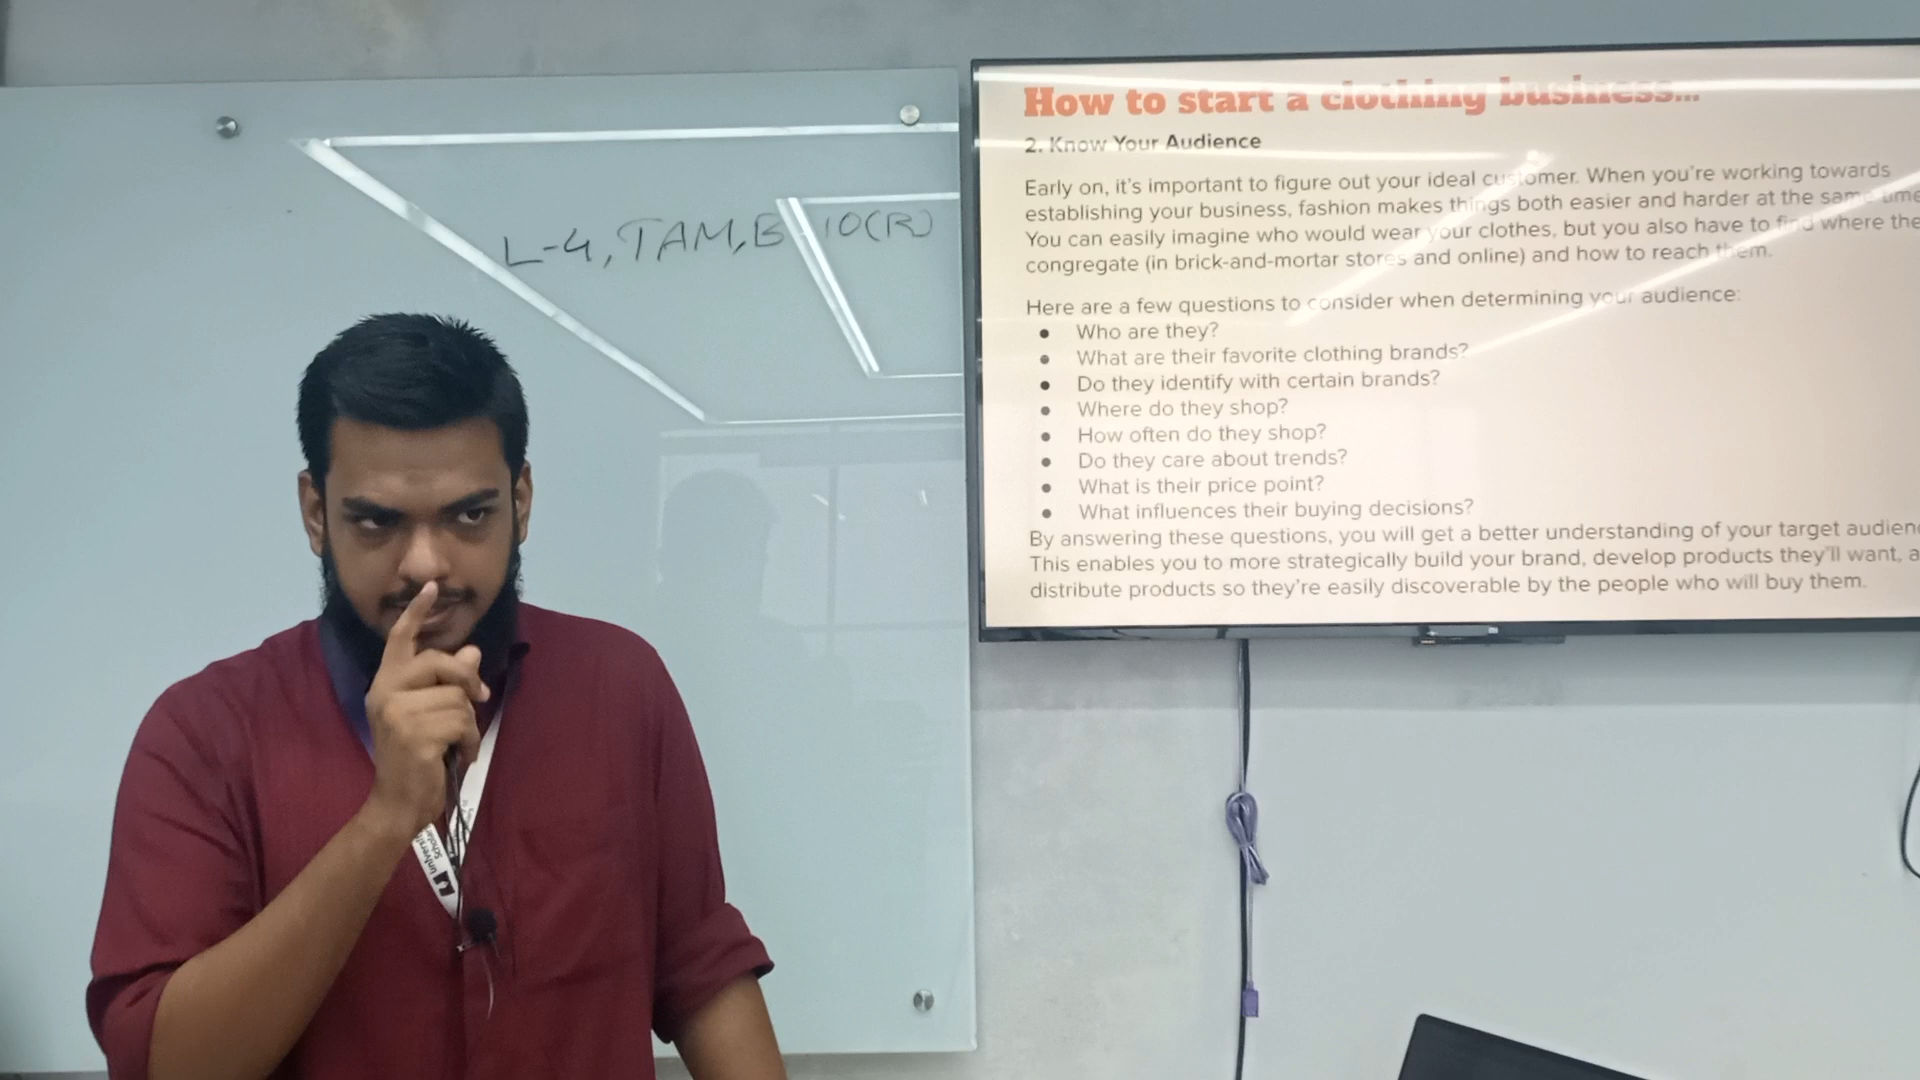 L-4, TAM, B-10(R)
How to start a clothing business...
2. Know Your Audience
Early on, it's important to figure out your ideal customer. When you're working towards
establishing your business, fashion makes things both easier and harder at the same time
You can easily imagine who would wear your clothes, but you also have to find where the
congregate (in brick-and-mortar stores and online) and how to reach them.
Here are a few questions to consider when determining your audience:
• Who are they?
• What are their favorite clothing brands?
• Do they identify with certain brands?
• Where do they shop?
• How often do they shop?
• Do they care about trends?
• What is their price point?
• What influences their buying decisions?
By answering these questions, you will get a better understanding of your target audien
This enables you to more strategically build your brand, develop products they'll want, a
distribute products so they're easily discoverable by the people who will buy them.